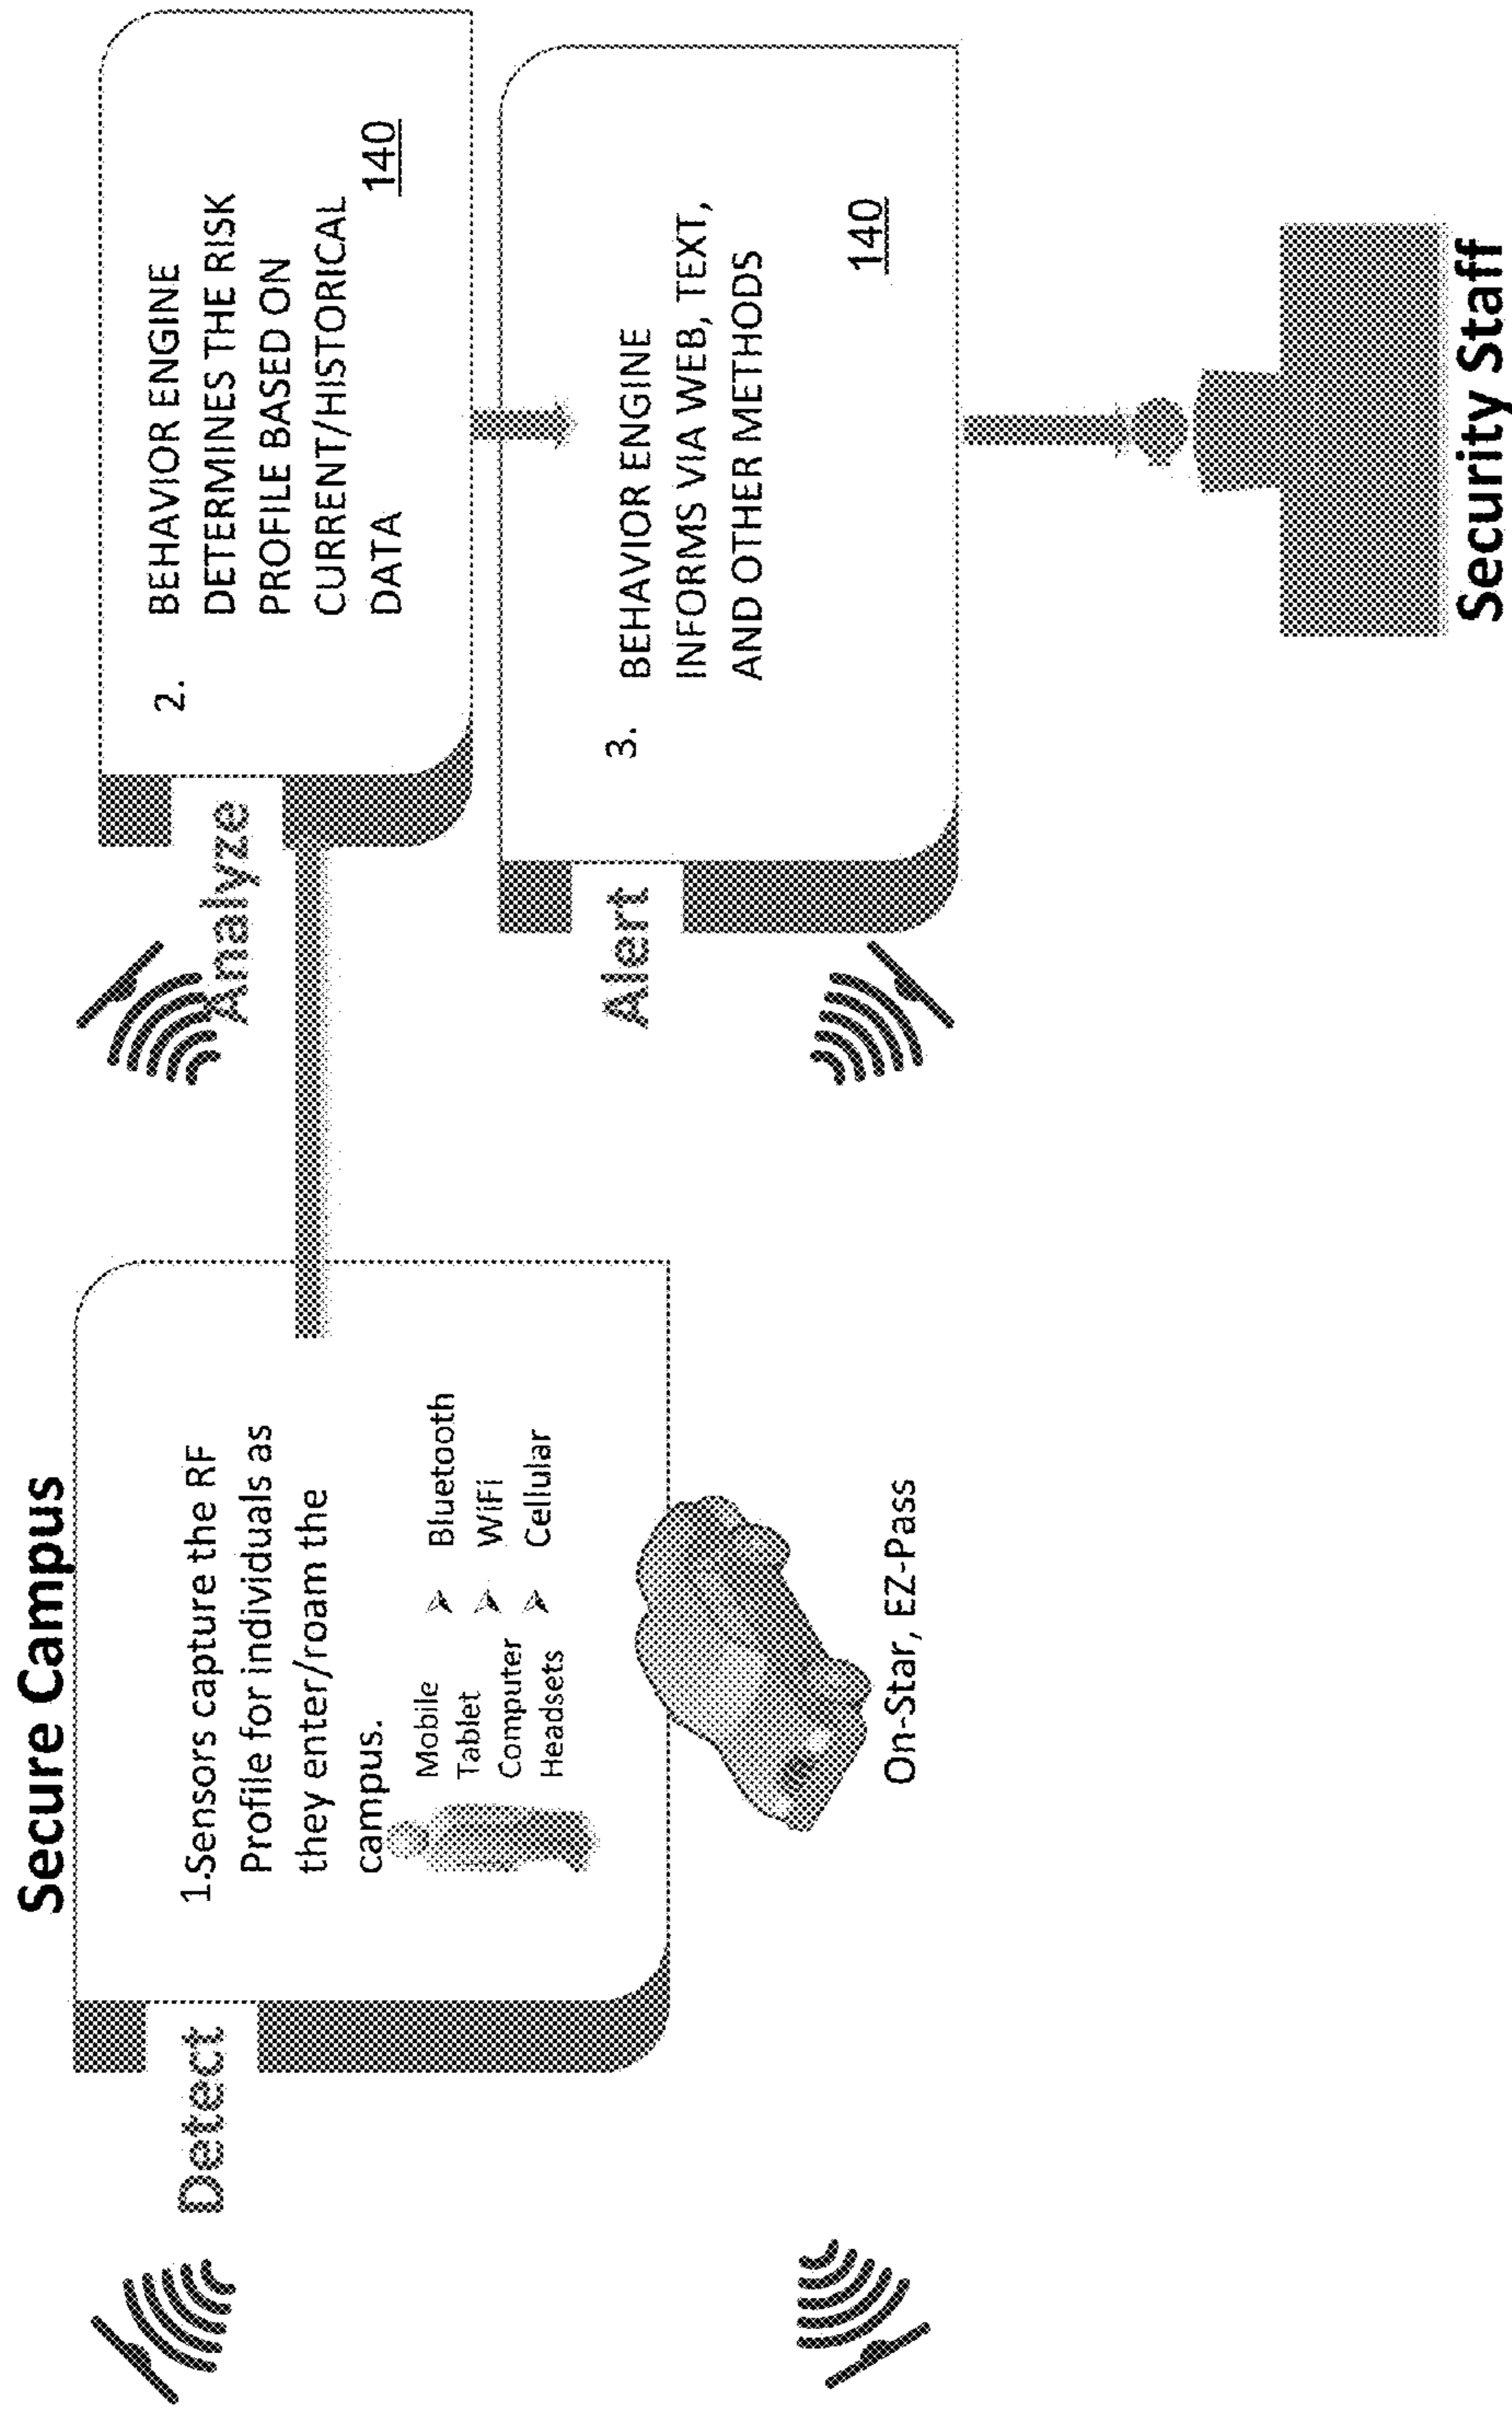 Secure Campus
Detect
1.Sensors capture the RF
Profile for individuals as
they enter/roam the
campus.
Mobile
Tablet
Computer
Headsets
➢ Bluetooth
➢ WiFi
➢ Cellular
On-Star, EZ-Pass
Analyze
2. BEHAVIOR ENGINE
DETERMINES THE RISK
PROFILE BASED ON
CURRENT/HISTORICAL
DATA
140
Alert
3. BEHAVIOR ENGINE
INFORMS VIA WEB, TEXT,
AND OTHER METHODS
140
Security Staff